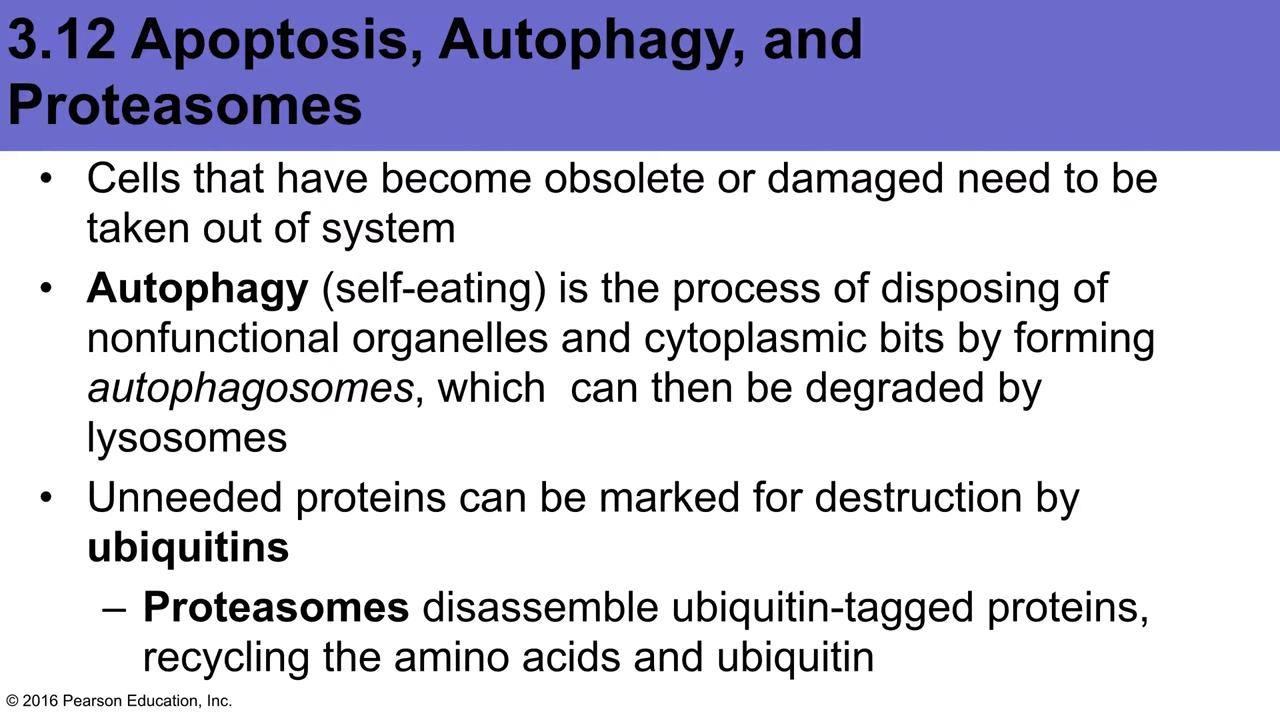 3.12 Apoptosis, Autophagy, and
Proteasomes
• Cells that have become obsolete or damaged need to be
taken out of system
• Autophagy (self-eating) is the process of disposing of
nonfunctional organelles and cytoplasmic bits by forming
autophagosomes, which  can then be degraded by
lysosomes
• Unneeded proteins can be marked for destruction by
ubiquitins
– Proteasomes disassemble ubiquitin-tagged proteins,
recycling the amino acids and ubiquitin
© 2016 Pearson Education, Inc.